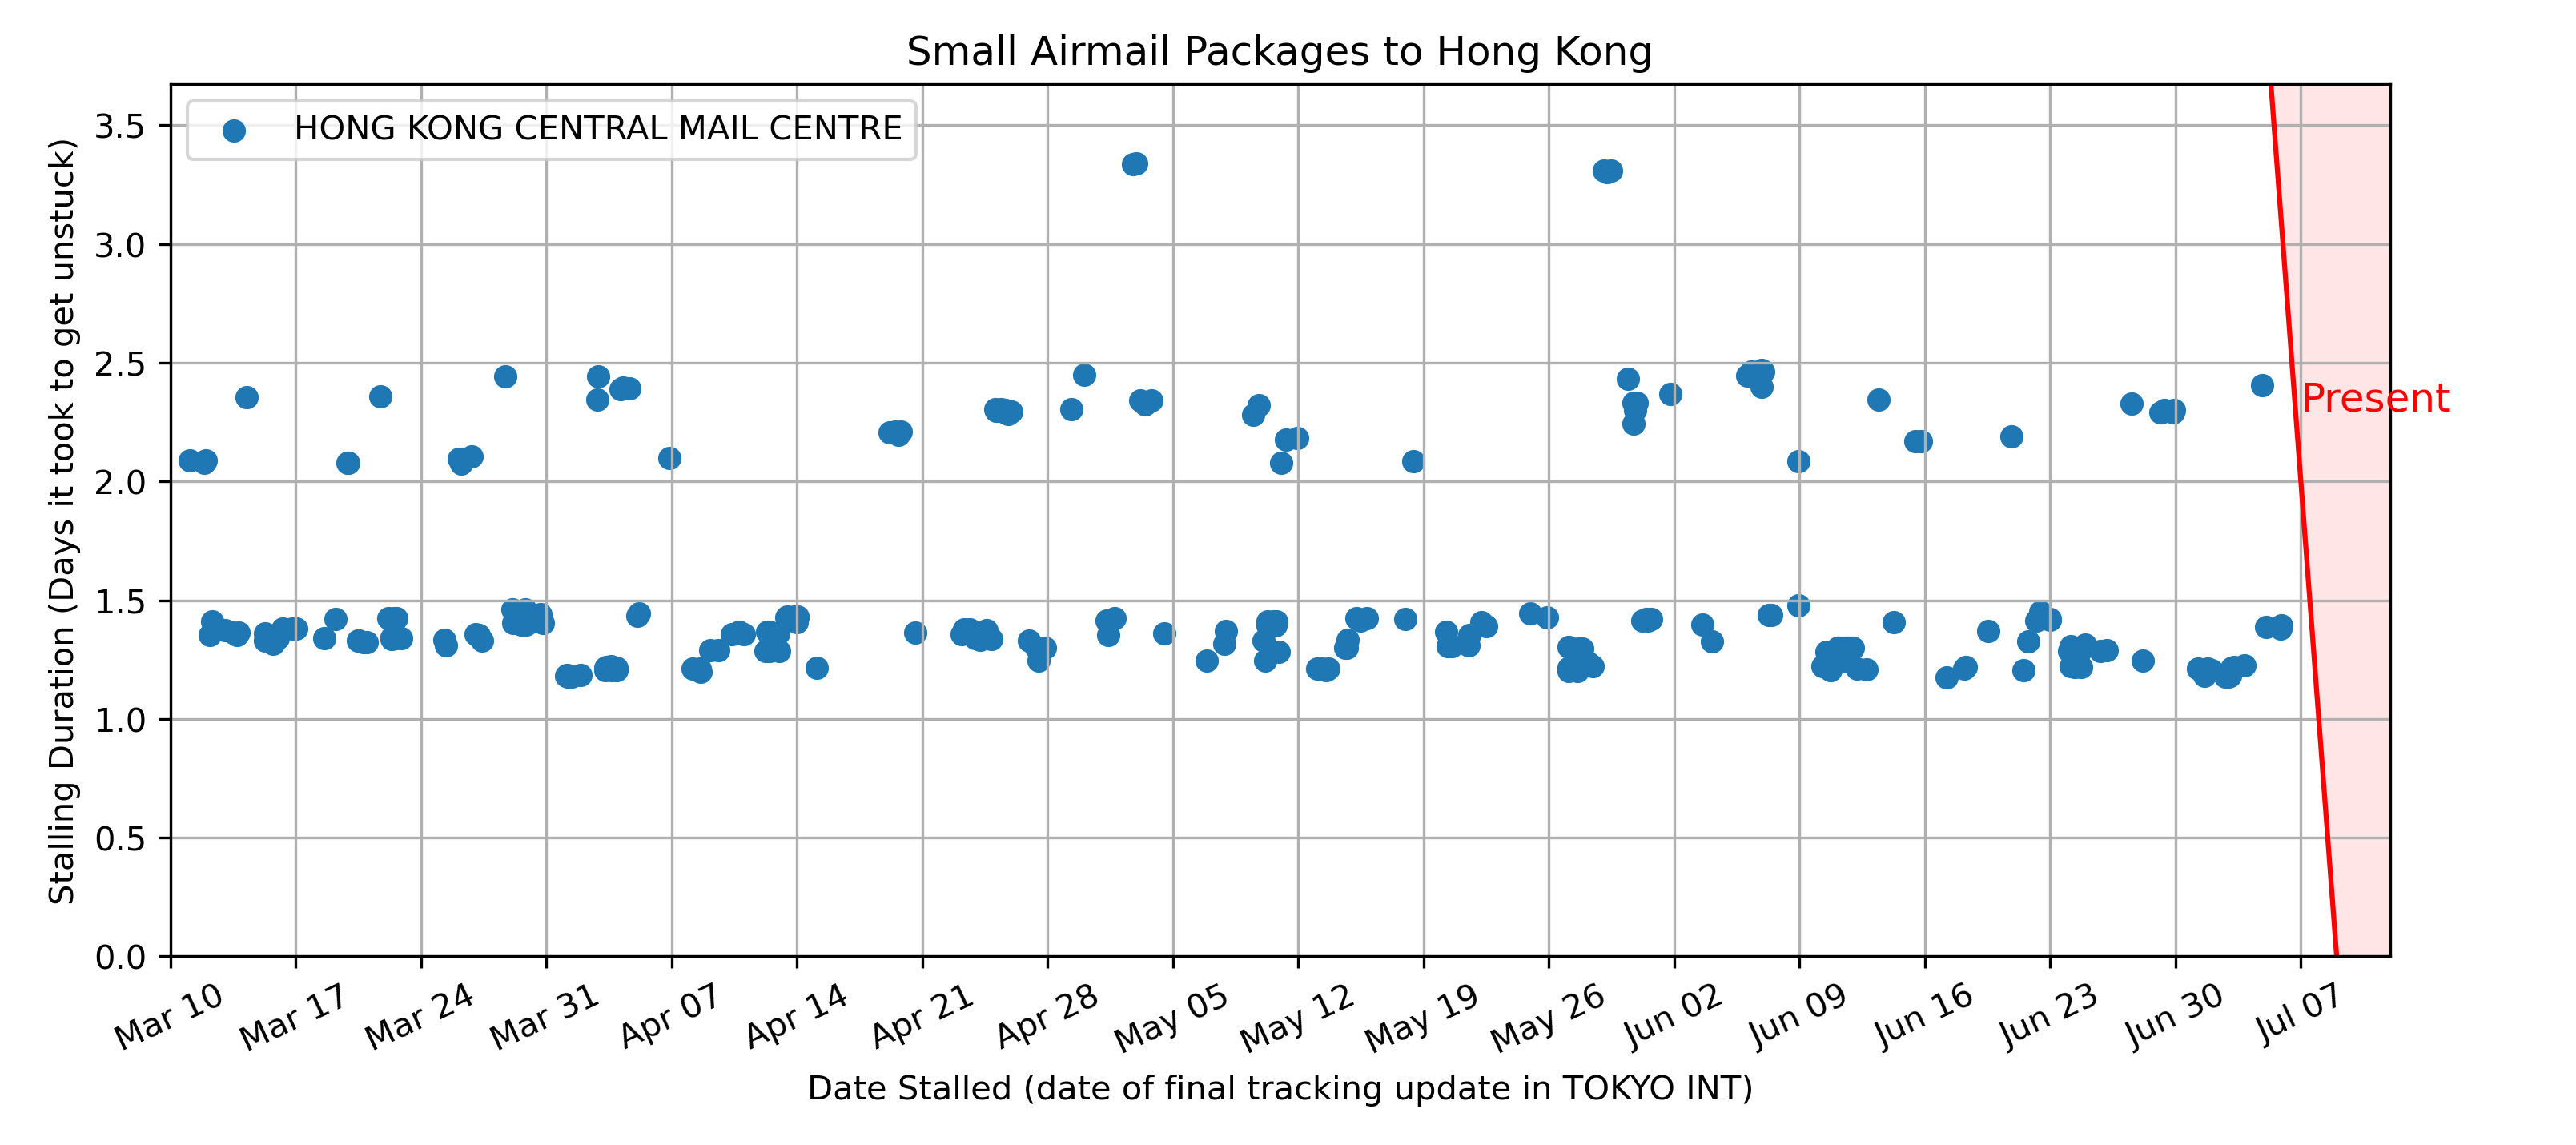 Small Airmail Packages to Hong Kong
HONG KONG CENTRAL MAIL CENTRE
Stalling Duration (Days it took to get unstuck)
3.5
3.0
2.5
2.0
1.5
1.0
0.5
0.0
Present
Mar 10
Mar 17
Mar 24
Mar 31
Apr 07
Apr 14
Apr 21
Apr 28
May 05
May 12
May 19
May 26
Jun 02
Jun 09
Jun 16
Jun 23
Jun 30
Jul 07
Date Stalled (date of final tracking update in TOKYO INT)